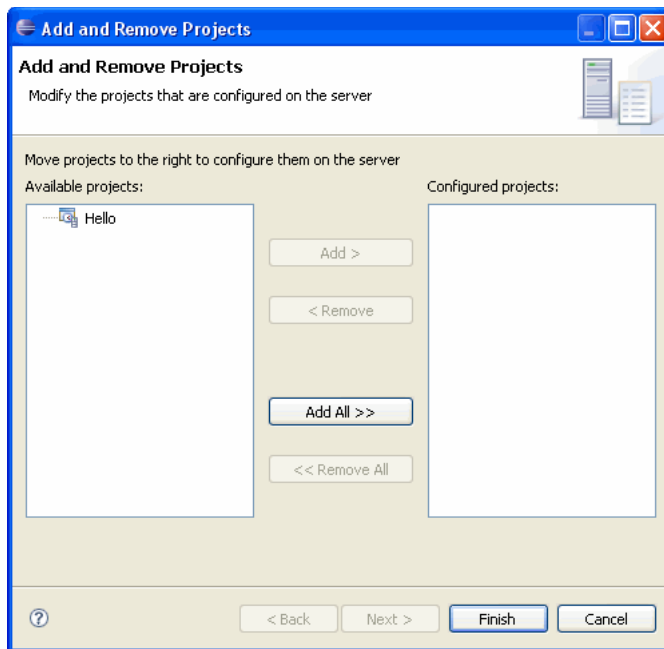 Add and Remove Projects
Add and Remove Projects
Modify the projects that are configured on the server
Move projects to the right to configure them on the server
Available projects:
Configured projects:
Hello
Add >
< Remove
Add All >>
<< Remove All
?
< Back
Next >
Finish
Cancel